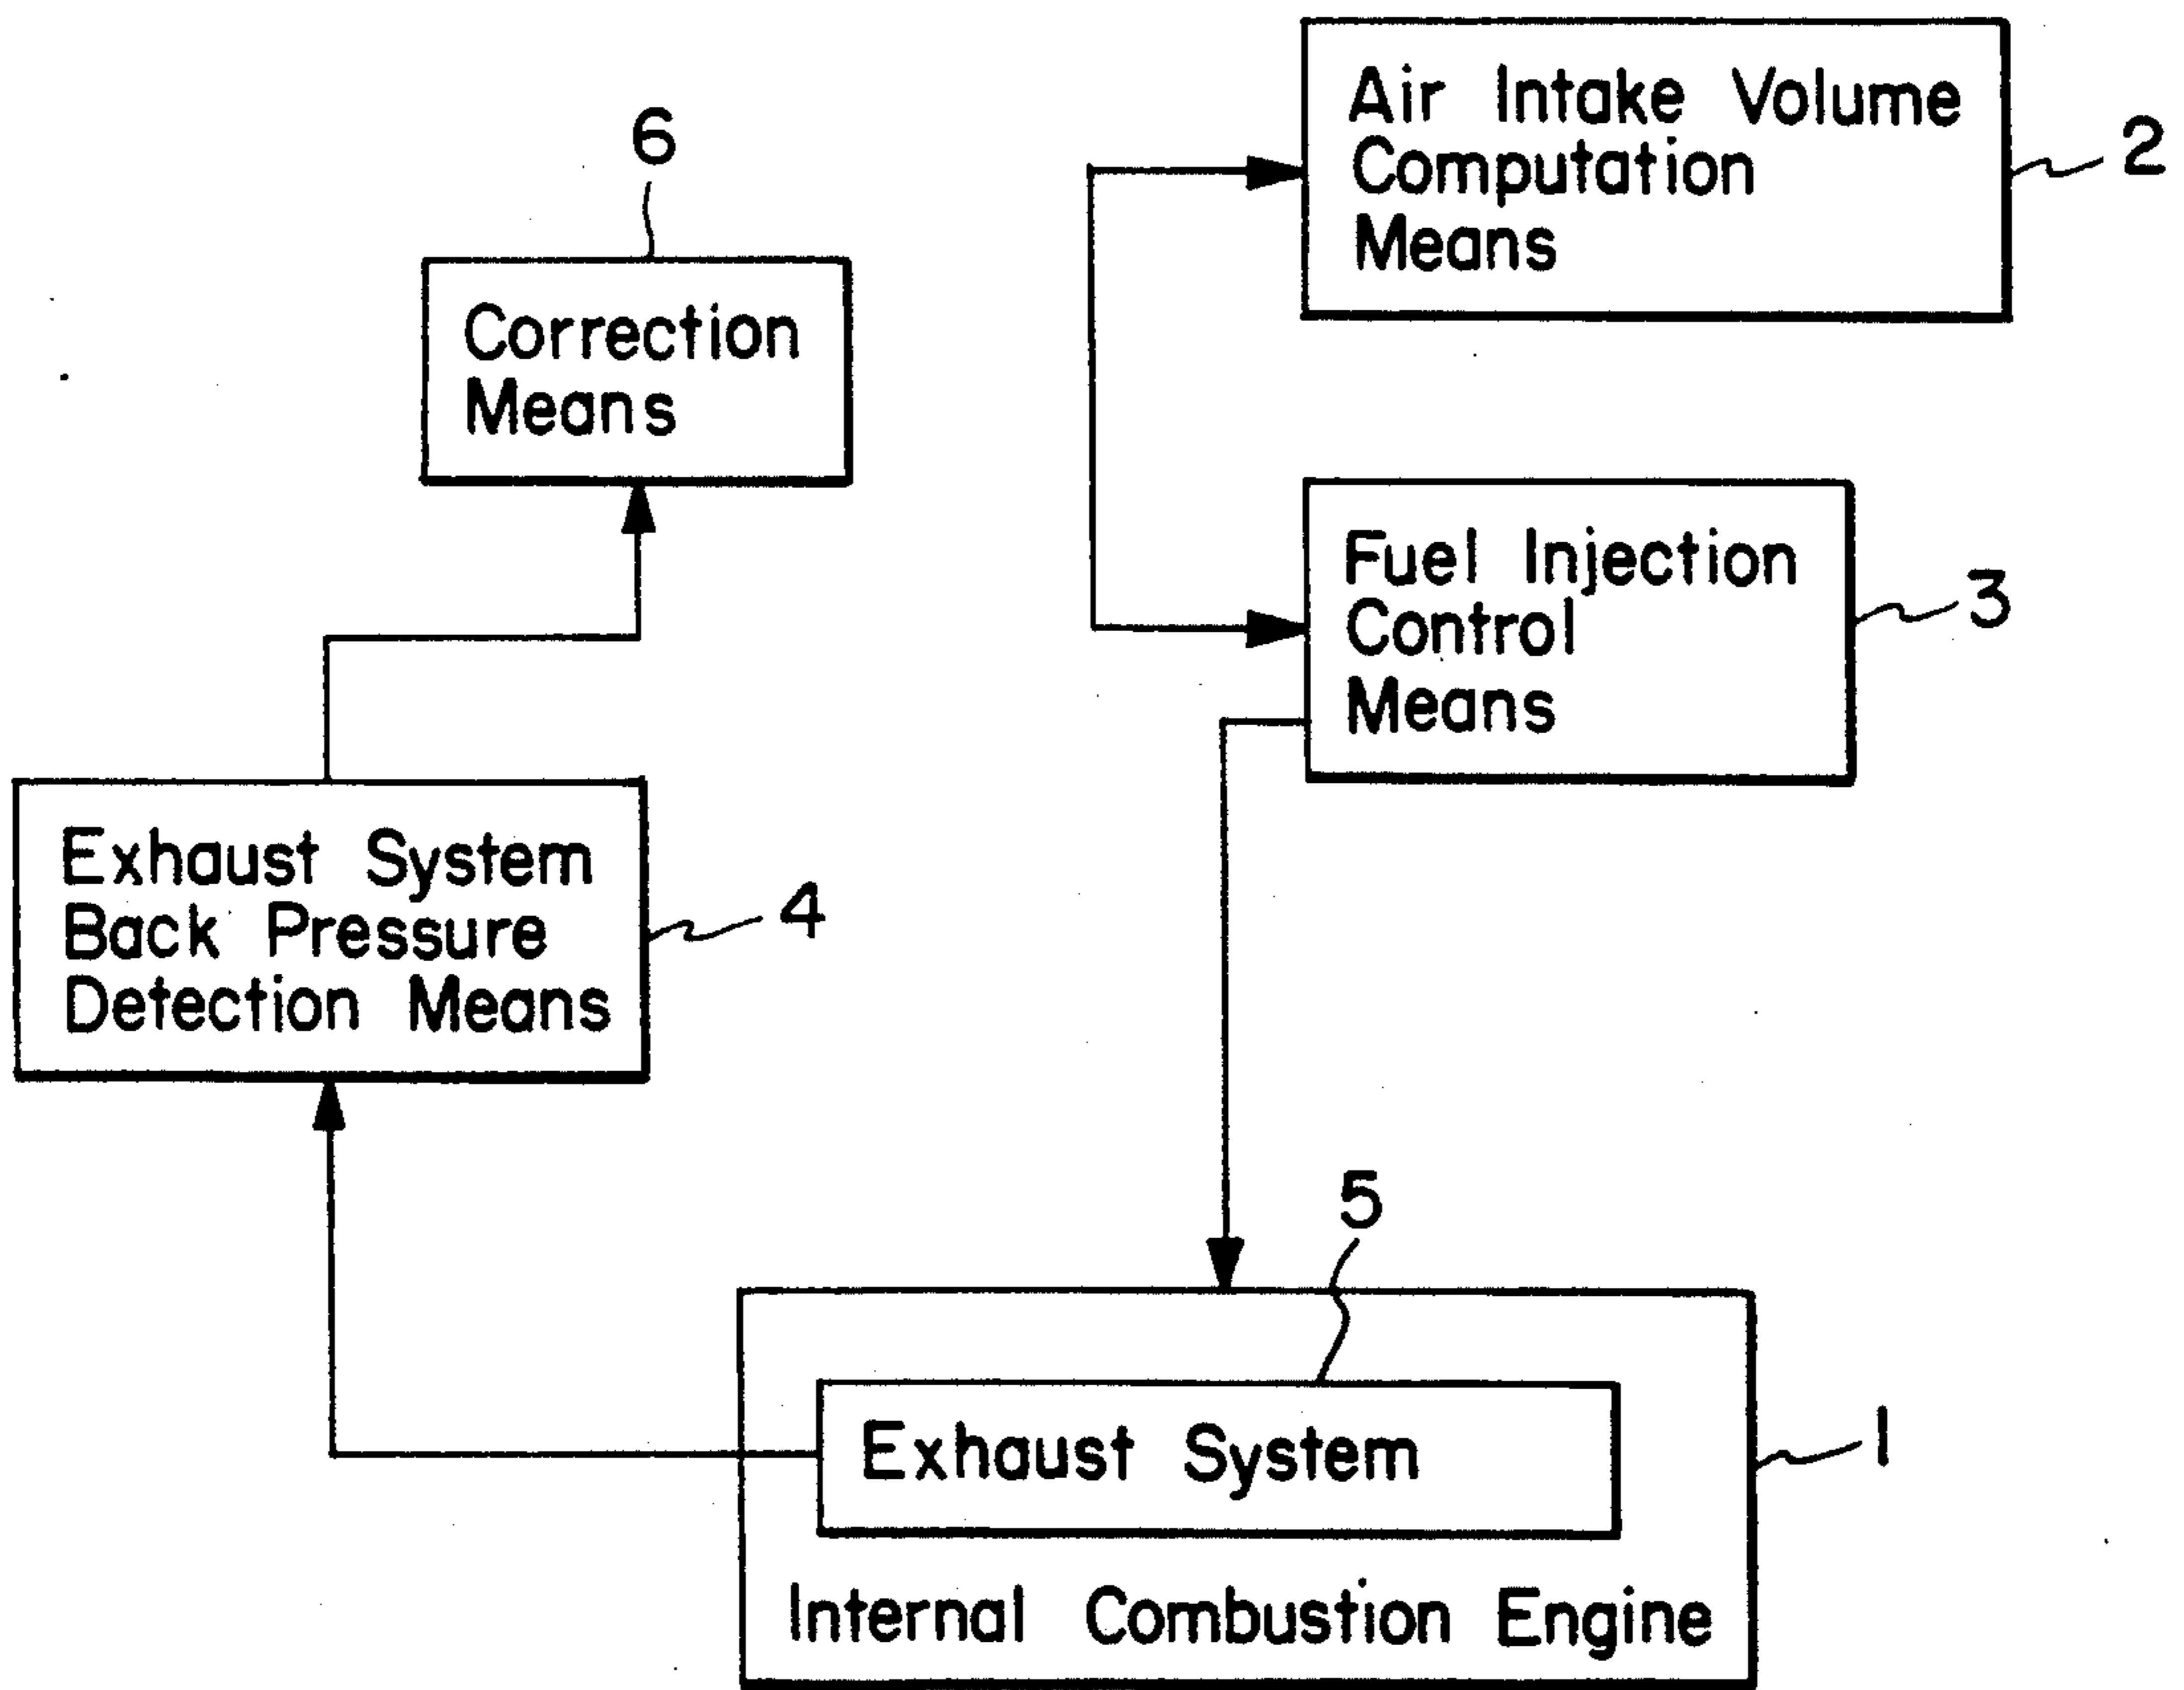 Air Intake Volume
Computation
Means
2
6
Correction
Means
Fuel Injection
Control
Means
3
Exhaust System
Back Pressure
Detection Means
4
5
Exhaust System
1
Internal Combustion Engine